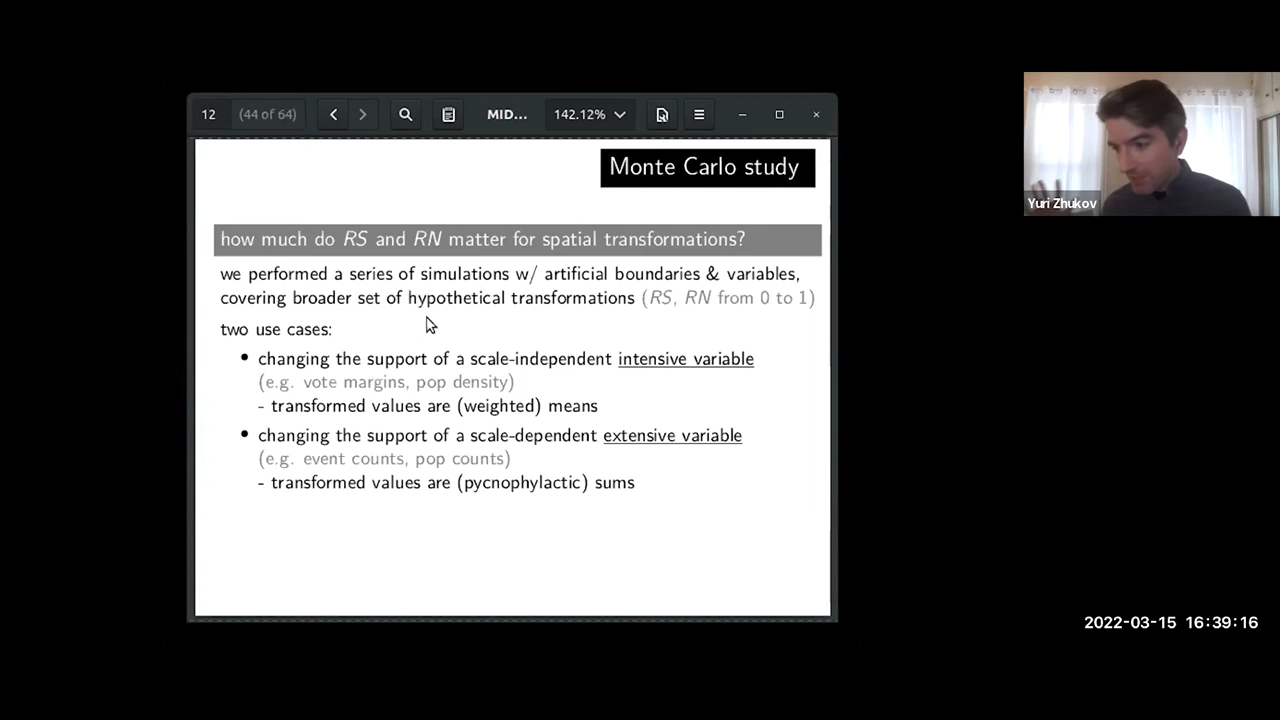 12 (44 of 64) MID... 142.12%
Monte Carlo study
how much do RS and RN matter for spatial transformations?
we performed a series of simulations w/ artificial boundaries & variables,
covering broader set of hypothetical transformations (RS, RN from 0 to 1)
two use cases:
• changing the support of a scale-independent intensive variable
(e.g. vote margins, pop density)
- transformed values are (weighted) means
• changing the support of a scale-dependent extensive variable
(e.g. event counts, pop counts)
- transformed values are (pycnophylactic) sums
Yuri Zhukov
2022-03-15 16:39:16